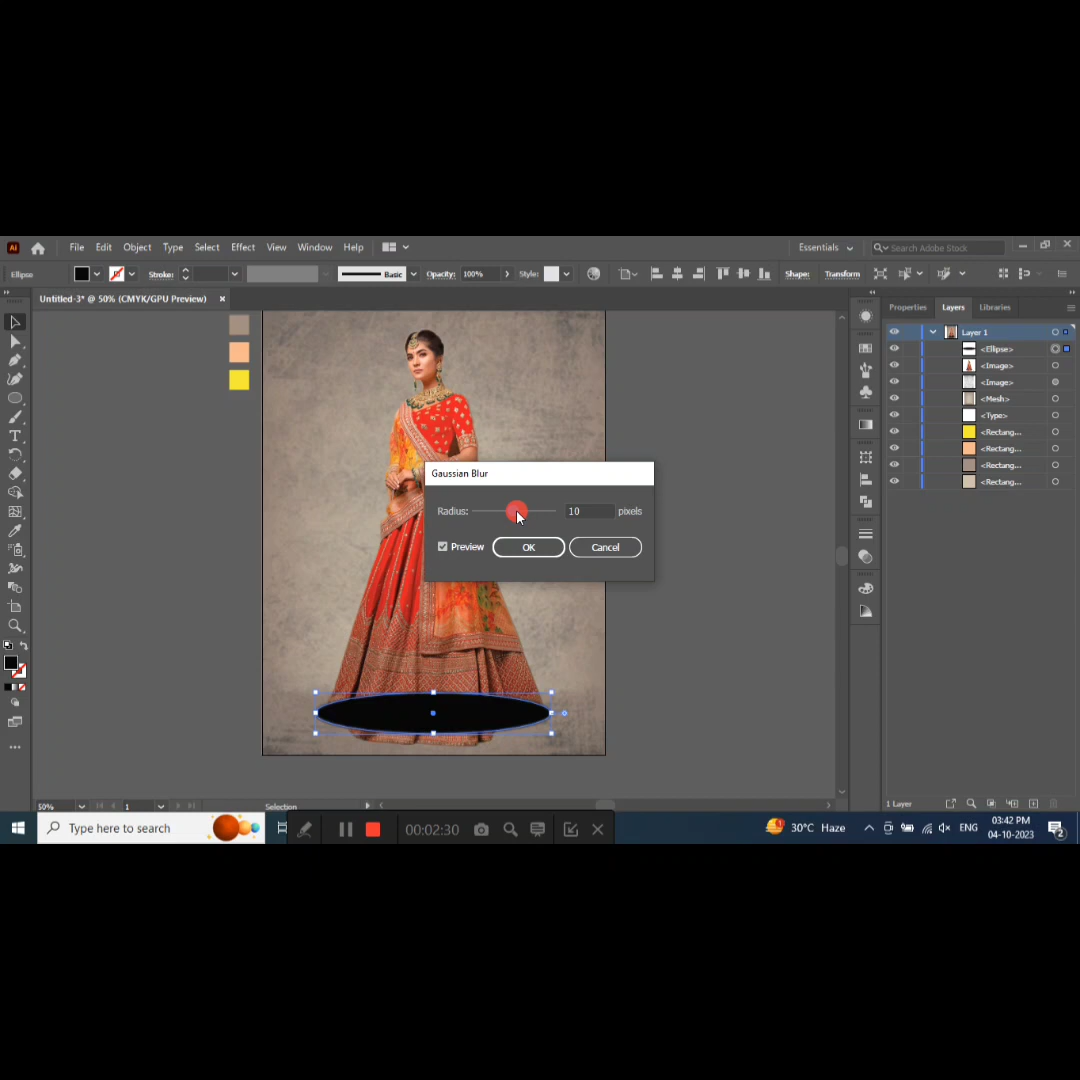 Ai File Edit Object Type Select Effect View Window Help Essentials Search Adobe Stock
Ellipse Stroke: Basic Opacity: 100% Style: Shape: Transform
Untitled-3* @ 50% (CMYK/GPU Preview) ×
Properties Layers Libraries
Layer 1
<Ellipse>
<Image>
<Image>
<Mesh>
<Type>
<Rectang...
<Rectang...
<Rectang...
<Rectang...
Gaussian Blur
Radius: 10 pixels
Preview OK Cancel
50% 1 Selection
1 Layer
Type here to search 00:02:30 1 30°C Haze ENG
03:42 PM
04-10-2023
2